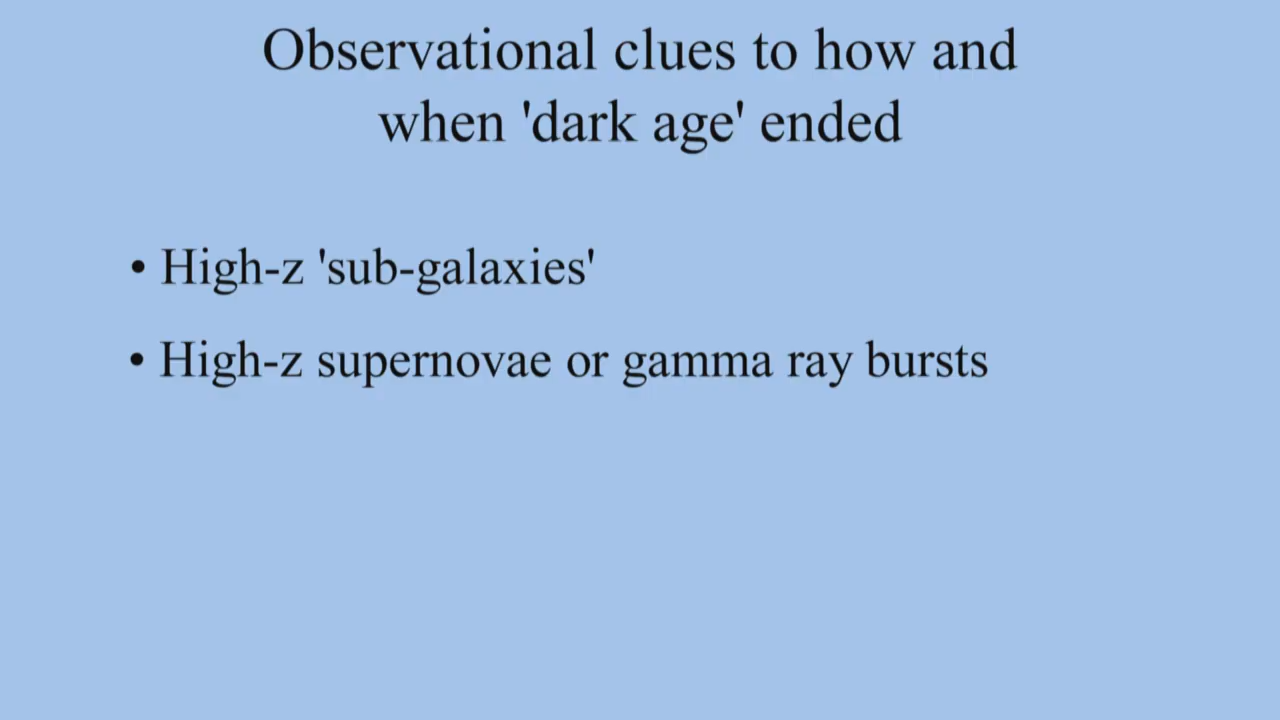 Observational clues to how and
when 'dark age' ended
• High-z 'sub-galaxies'
• High-z supernovae or gamma ray bursts